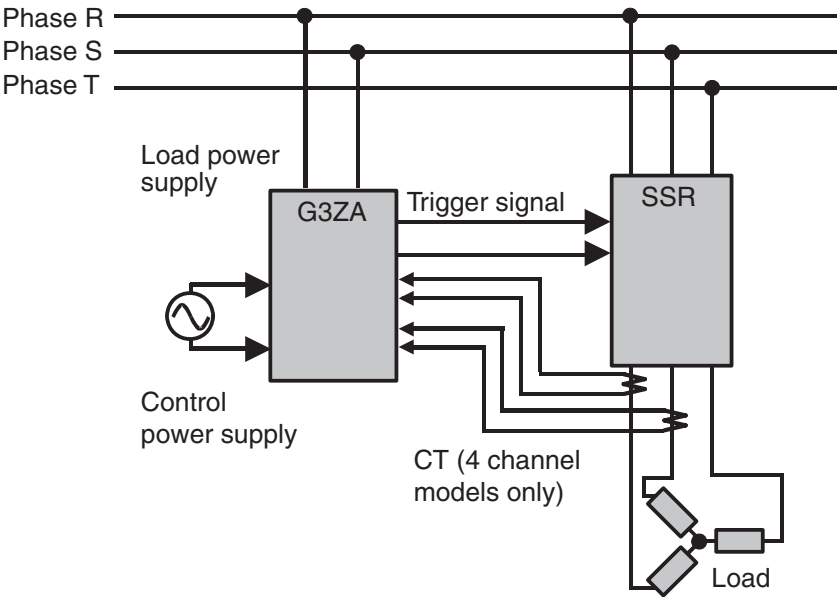 Phase R
Phase S
Phase T
Load power
supply
G3ZA
Trigger signal
SSR
Control
power supply
CT (4 channel
models only)
Load